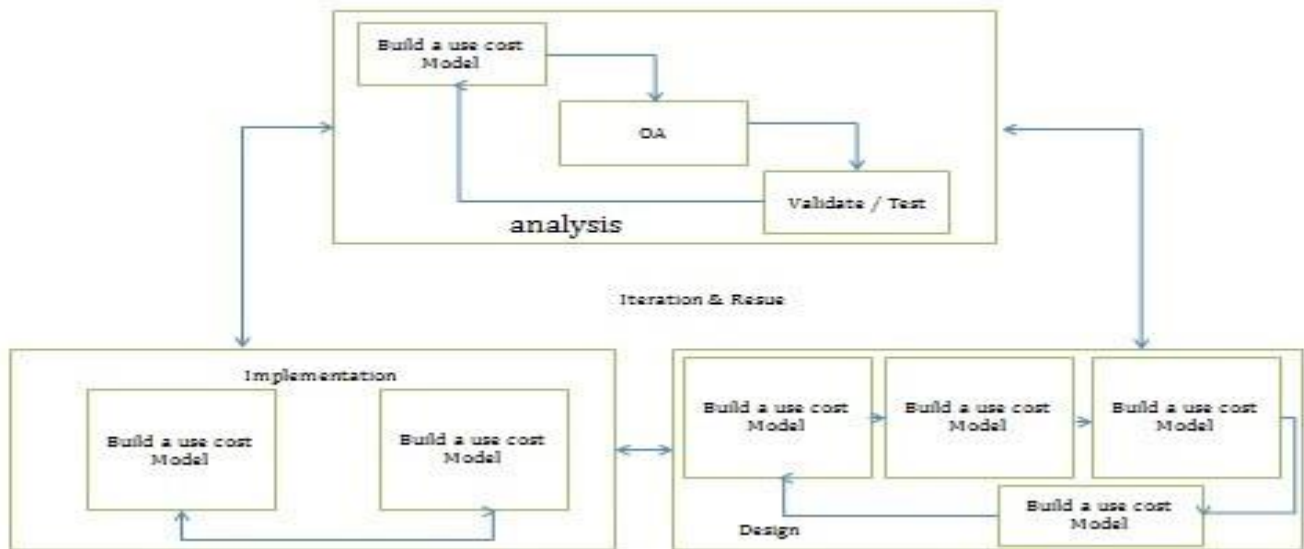 Build a use cost
Model
OA
Validate / Test
analysis
Iteration & Resue
Implementation
Build a use cost
Model
Build a use cost
Model
Build a use cost
Model
Build a use cost
Model
Build a use cost
Model
Build a use cost
Model
Design